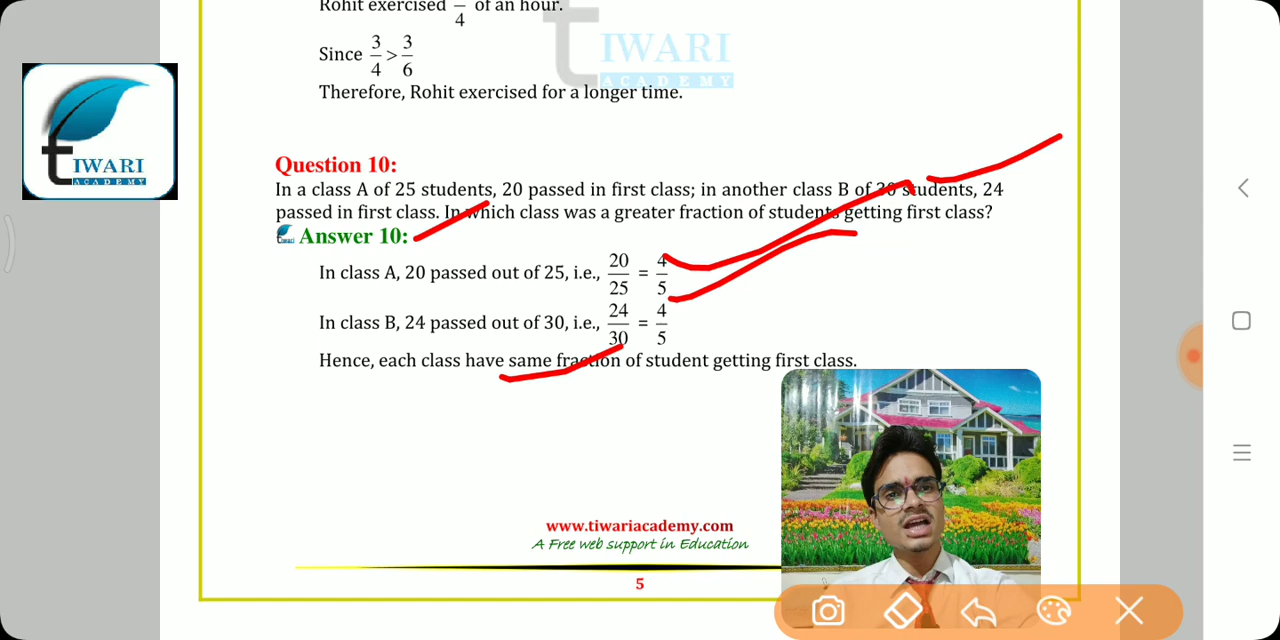 Rohit exercised — of an hour.
4
TIWARI
ACADEMY
Since 3/4 > 3/6
Therefore, Rohit exercised for a longer time.
tIWARI
ACADEMY
Question 10:
In a class A of 25 students, 20 passed in first class; in another class B of 30 students, 24
passed in first class. In which class was a greater fraction of students getting first class?
Answer 10:
In class A, 20 passed out of 25, i.e., 20/25 = 4/5
In class B, 24 passed out of 30, i.e., 24/30 = 4/5
Hence, each class have same fraction of student getting first class.
www.tiwariacademy.com
A Free web support in Education
5